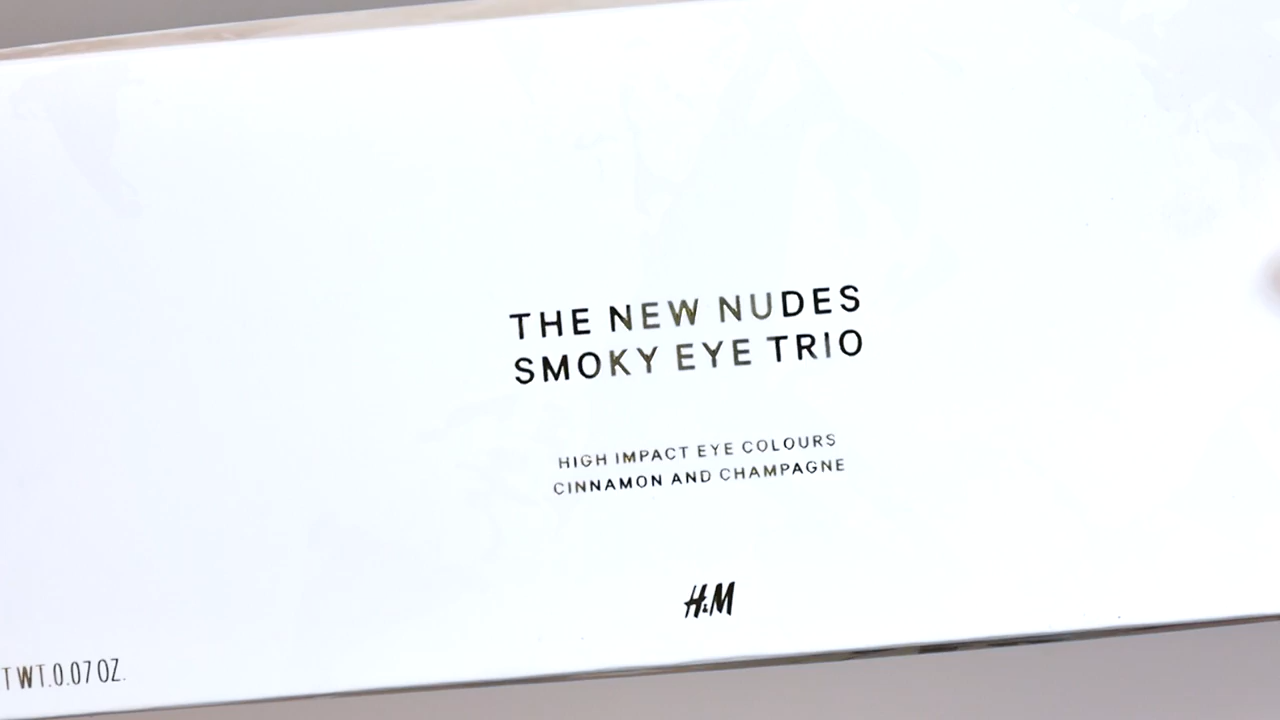 THE NEW NUDES
SMOKY EYE TRIO
HIGH IMPACT EYE COLOURS
CINNAMON AND CHAMPAGNE
H&M
T WT. 0.07 OZ.